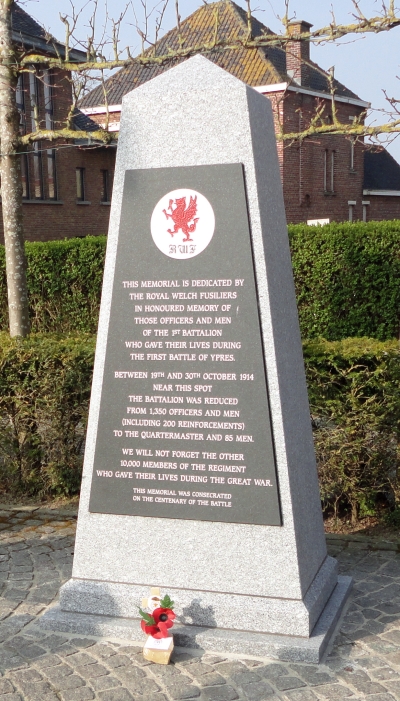 RWF
THIS MEMORIAL IS DEDICATED BY
THE ROYAL WELCH FUSILIERS
IN HONOURED MEMORY OF
THOSE OFFICERS AND MEN
OF THE 1ST BATTALION
WHO GAVE THEIR LIVES DURING
THE FIRST BATTLE OF YPRES.
BETWEEN 19TH AND 30TH OCTOBER 1914
NEAR THIS SPOT
THE BATTALION WAS REDUCED
FROM 1,350 OFFICERS AND MEN
(INCLUDING 200 REINFORCEMENTS)
TO THE QUARTERMASTER AND 85 MEN.
WE WILL NOT FORGET THE OTHER
10,000 MEMBERS OF THE REGIMENT
WHO GAVE THEIR LIVES DURING THE GREAT WAR.
THIS MEMORIAL WAS CONSECRATED
ON THE CENTENARY OF THE BATTLE